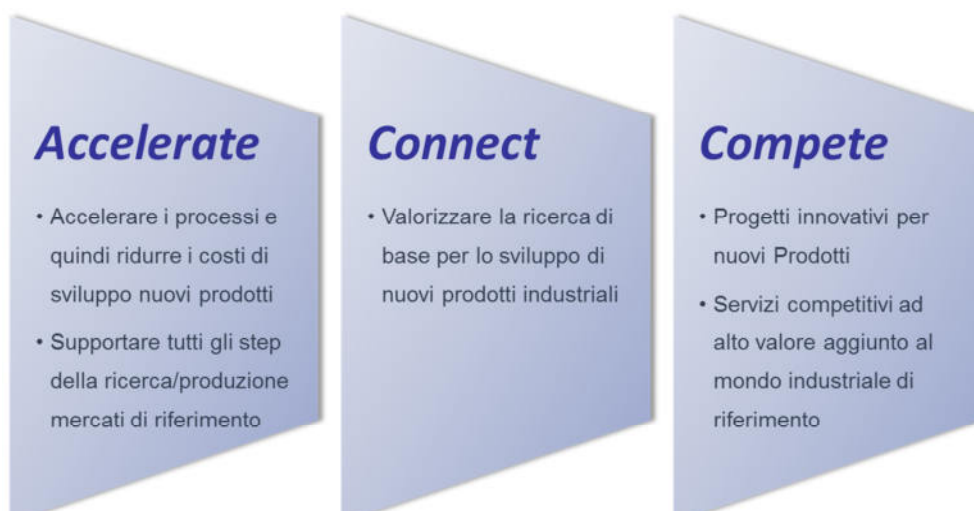 Accelerate
• Accelerare i processi e
quindi ridurre i costi di
sviluppo nuovi prodotti
• Supportare tutti gli step
della ricerca/produzione
mercati di riferimento
Connect
• Valorizzare la ricerca di
base per lo sviluppo di
nuovi prodotti industriali
Compete
• Progetti innovativi per
nuovi Prodotti
• Servizi competitivi ad
alto valore aggiunto al
mondo industriale di
riferimento